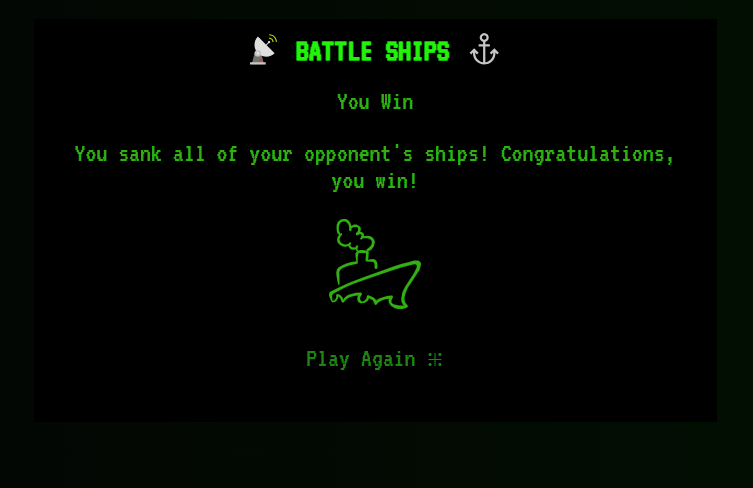 BATTLE SHIPS
You Win
You sank all of your opponent's ships! Congratulations,
you win!
Play Again